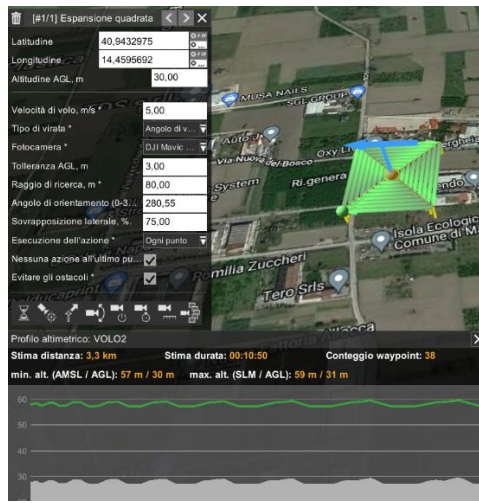 [#1/1] Espansione quadrata
Latitudine 40,9432975
Longitudine 14,4595692
Altitudine AGL, m 30,00
Velocità di volo, m/s * 5,00
Tipo di virata * Angolo di v...
Fotocamera * DJI Mavic ...
Tolleranza AGL, m 3,00
Raggio di ricerca, m * 80,00
Angolo di orientamento (0-3... 280,55
Sovrapposizione laterale, %. 75,00
Esecuzione dell'azione * Ogni punto
Nessuna azione all'ultimo pu...
Evitare gli ostacoli *
MUSA NAILS
SGL GROUP
Auto J
Via Nuova del Bosco
Oxy Li
System
Ri.genera
endo
Isola Ecologic
Comune di Ma
Pomilia Zuccheri
Tero Srls
Profilo altimetrico: VOLO2
Stima distanza: 3,3 km Stima durata: 00:10:50 Conteggio waypoint: 38
min. alt. (AMSL / AGL): 57 m / 30 m max. alt. (SLM / AGL): 59 m / 31 m
60
50
40
30
20